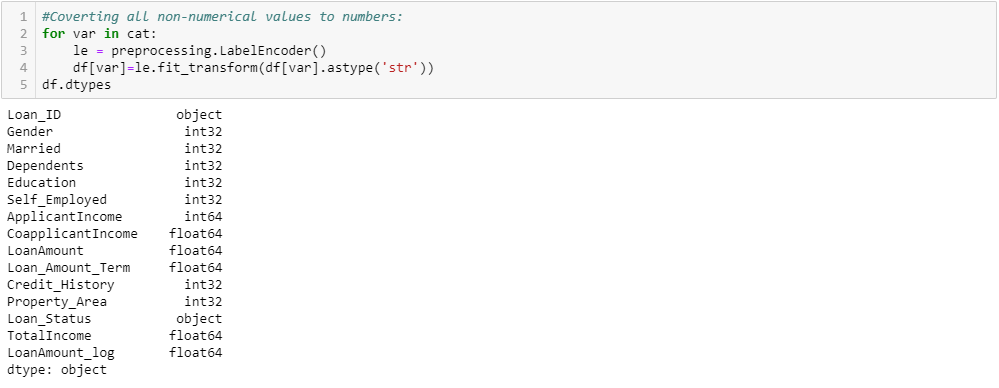 1 #Coverting all non-numerical values to numbers:
2 for var in cat:
3     le = preprocessing.LabelEncoder()
4     df[var]=le.fit_transform(df[var].astype('str'))
5 df.dtypes
Loan_ID                object
Gender                  int32
Married                 int32
Dependents              int32
Education               int32
Self_Employed           int32
ApplicantIncome         int64
CoapplicantIncome     float64
LoanAmount            float64
Loan_Amount_Term      float64
Credit_History          int32
Property_Area           int32
Loan_Status            object
TotalIncome           float64
LoanAmount_log        float64
dtype: object